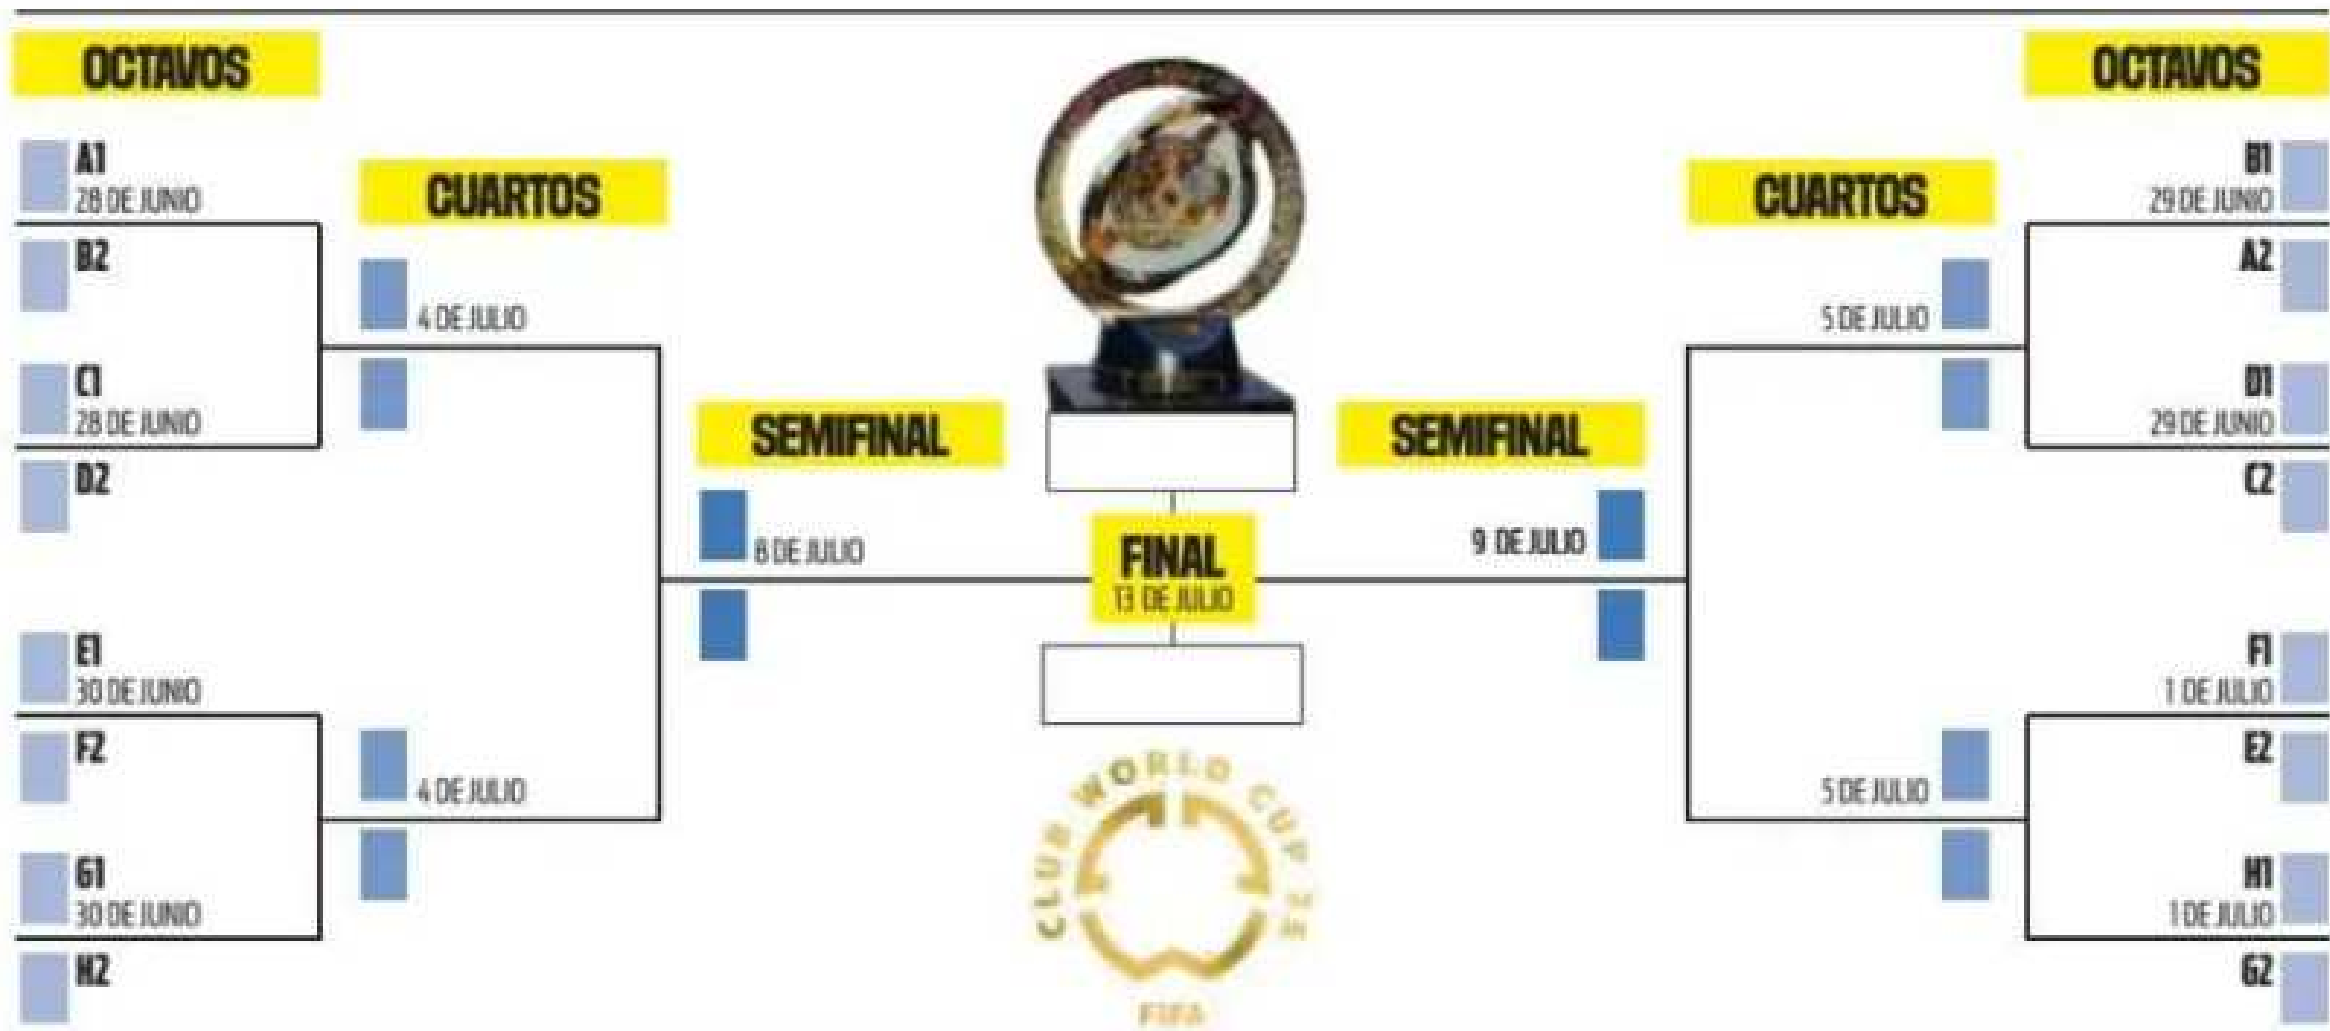 OCTAVOS
A1
28 DE JUNIO
B2
C1
28 DE JUNIO
D2
E1
30 DE JUNIO
F2
G1
30 DE JUNIO
H2
CUARTOS
4 DE JULIO
4 DE JULIO
SEMIFINAL
8 DE JULIO
FINAL
13 DE JULIO
CLUB WORLD CUP
FIFA
SEMIFINAL
9 DE JULIO
CUARTOS
5 DE JULIO
5 DE JULIO
OCTAVOS
B1
29 DE JUNIO
A2
D1
29 DE JUNIO
C2
F1
1 DE JULIO
E2
H1
1 DE JULIO
G2